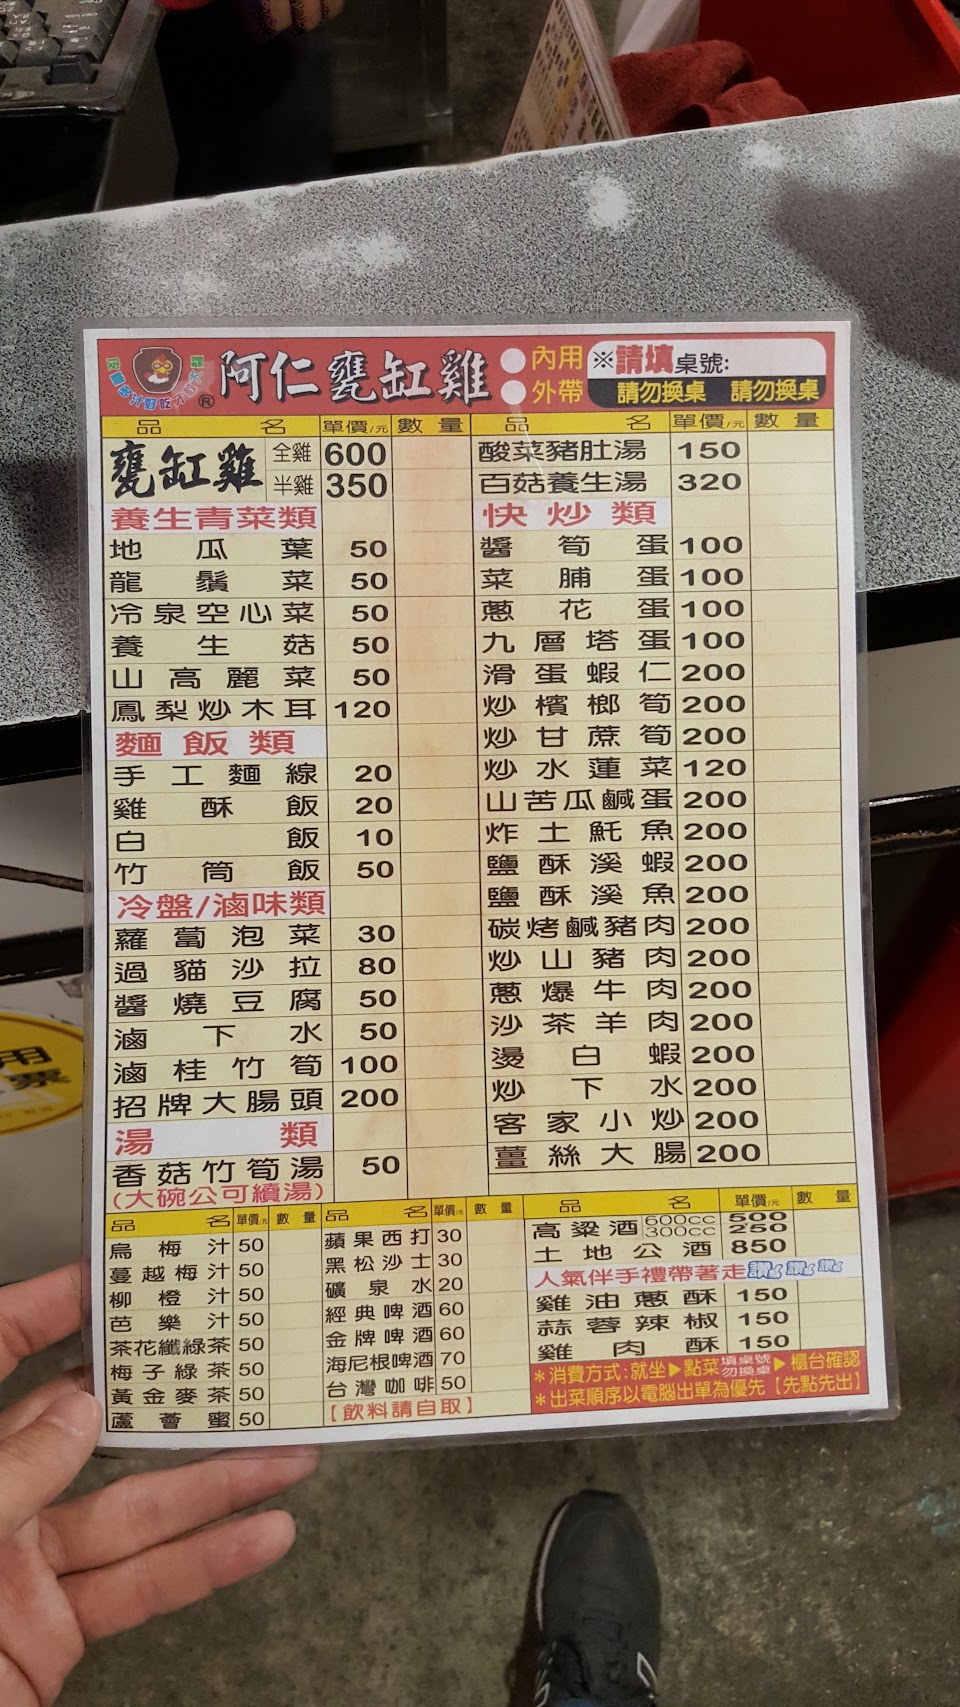 阿仁甕缸雞®
內用
外帶
※請填桌號:
請勿換桌 請勿換桌
品名 單價/元 數量
甕缸雞 全雞 600
半雞 350
養生青菜類
地瓜葉 50
龍鬚菜 50
冷泉空心菜 50
養生菇 50
山高麗菜 50
鳳梨炒木耳 120
麵飯類
手工麵線 20
雞酥飯 20
白飯 10
竹筒飯 50
冷盤/滷味類
蘿蔔泡菜 30
過貓沙拉 80
醬燒豆腐 50
滷下水 50
滷桂竹筍 100
招牌大腸頭 200
湯類
香菇竹筍湯 50
(大碗公可續湯)
品名 單價/元 數量
酸菜豬肚湯 150
百菇養生湯 320
快炒類
醬筍蛋 100
菜脯蛋 100
蔥花蛋 100
九層塔蛋 100
滑蛋蝦仁 200
炒檳榔筍 200
炒甘蔗筍 200
炒水蓮菜 120
山苦瓜鹹蛋 200
炸土魠魚 200
鹽酥溪蝦 200
鹽酥溪魚 200
碳烤鹹豬肉 200
炒山豬肉 200
蔥爆牛肉 200
沙茶羊肉 200
燙白蝦 200
炒下水 200
客家小炒 200
薑絲大腸 200
品名 單價/元 數量
烏梅汁 50
蔓越梅汁 50
柳橙汁 50
芭樂汁 50
茶花纖綠茶 50
梅子綠茶 50
黃金麥茶 50
蘆薈蜜 50
品名 單價/元 數量
蘋果西打 30
黑松沙士 30
礦泉水 20
經典啤酒 60
金牌啤酒 60
海尼根啤酒 70
台灣咖啡 50
【飲料請自取】
品名 單價/元 數量
高粱酒 600cc 500
300cc 250
土地公酒 850
人氣伴手禮帶著走 讚 讚 讚
雞油蔥酥 150
蒜蓉辣椒 150
雞肉酥 150
*消費方式:就坐▶點菜 填桌號 勿換桌 ▶櫃台確認
*出菜順序以電腦出單為優先【先點先出】